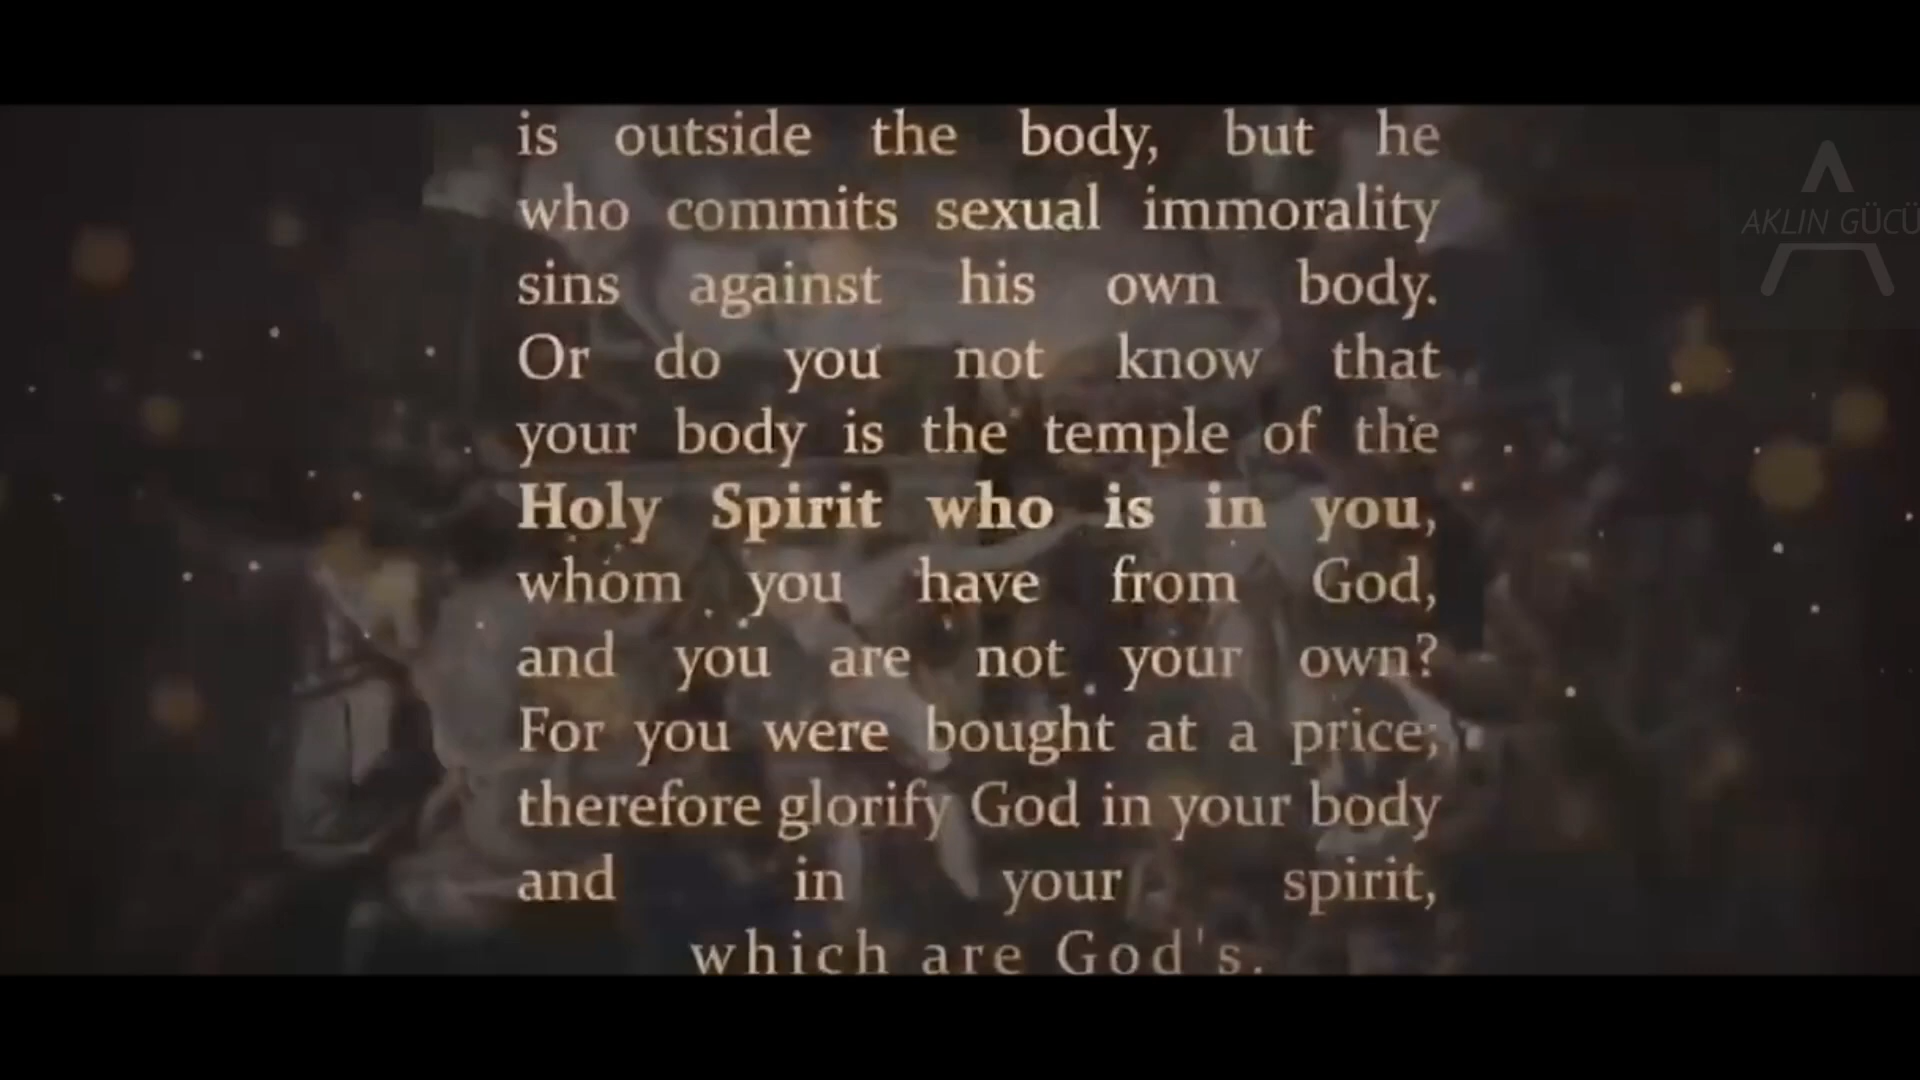 is outside the body, but he
who commits sexual immorality
sins against his own body.
Or do you not know that
your body is the temple of the
Holy Spirit who is in you,
whom you have from God,
and you are not your own?
For you were bought at a price;
therefore glorify God in your body
and in your spirit,
which are God's.
AKLIN GÜCÜ